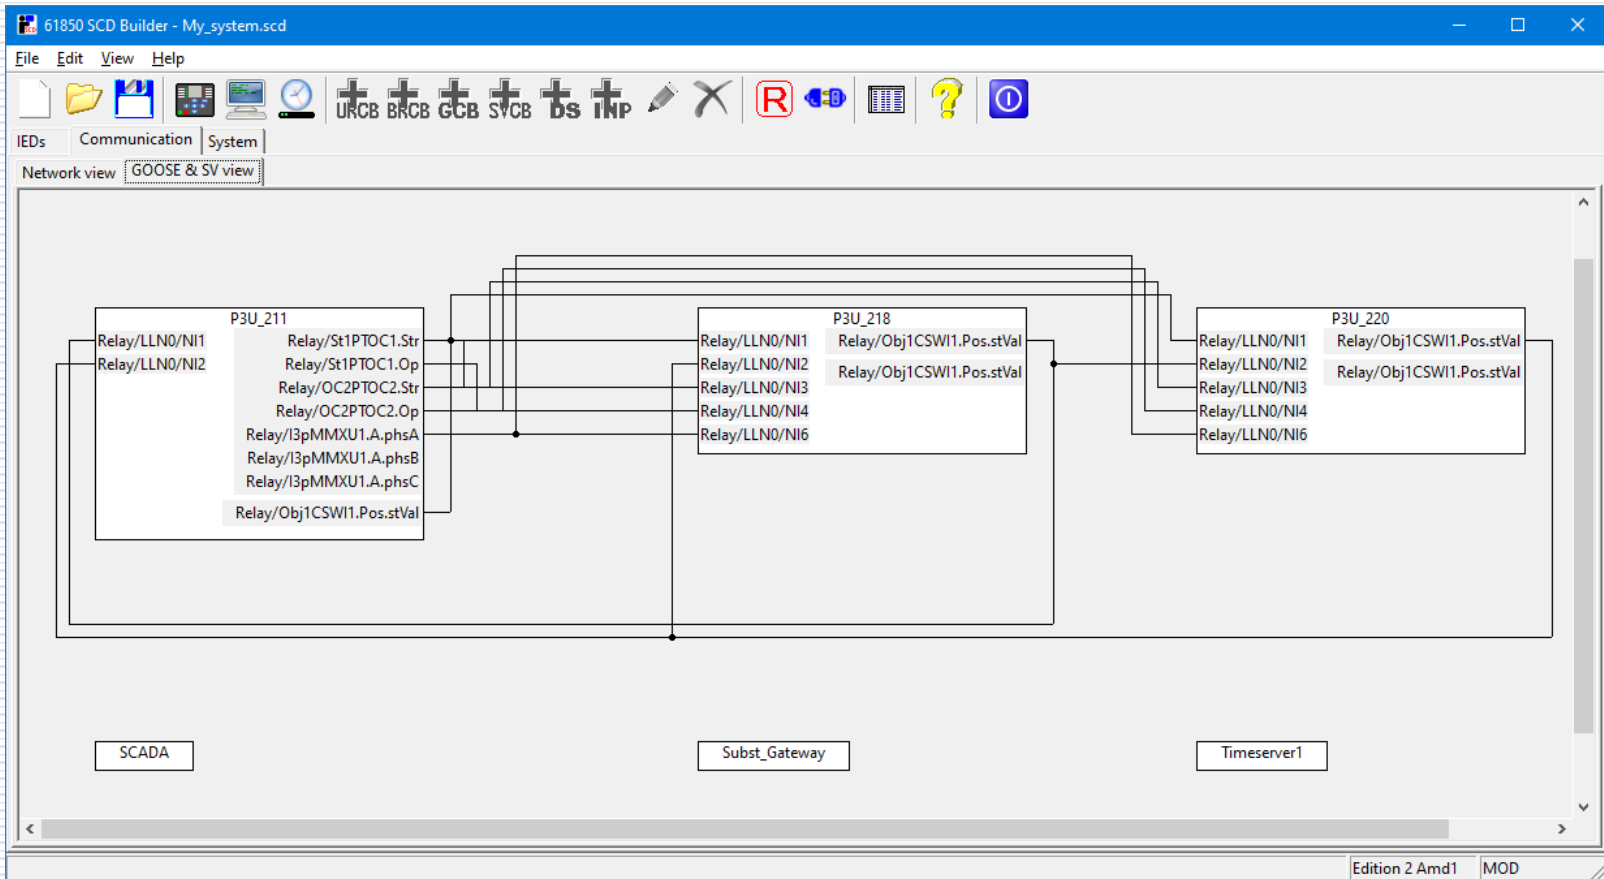 61850 SCD Builder - My_system.scd
File Edit View Help
URCB BRCB GCB SVCB DS INP R
IEDs Communication System
Network view GOOSE & SV view
P3U_211
Relay/LLN0/NI1
Relay/LLN0/NI2
Relay/St1PTOC1.Str
Relay/St1PTOC1.Op
Relay/OC2PTOC2.Str
Relay/OC2PTOC2.Op
Relay/I3pMMXU1.A.phsA
Relay/I3pMMXU1.A.phsB
Relay/I3pMMXU1.A.phsC
Relay/Obj1CSWI1.Pos.stVal
P3U_218
Relay/LLN0/NI1
Relay/LLN0/NI2
Relay/LLN0/NI3
Relay/LLN0/NI4
Relay/LLN0/NI6
Relay/Obj1CSWI1.Pos.stVal
Relay/Obj1CSWI1.Pos.stVal
P3U_220
Relay/LLN0/NI1
Relay/LLN0/NI2
Relay/LLN0/NI3
Relay/LLN0/NI4
Relay/LLN0/NI6
Relay/Obj1CSWI1.Pos.stVal
Relay/Obj1CSWI1.Pos.stVal
SCADA
Subst_Gateway
Timeserver1
Edition 2 Amd1 MOD